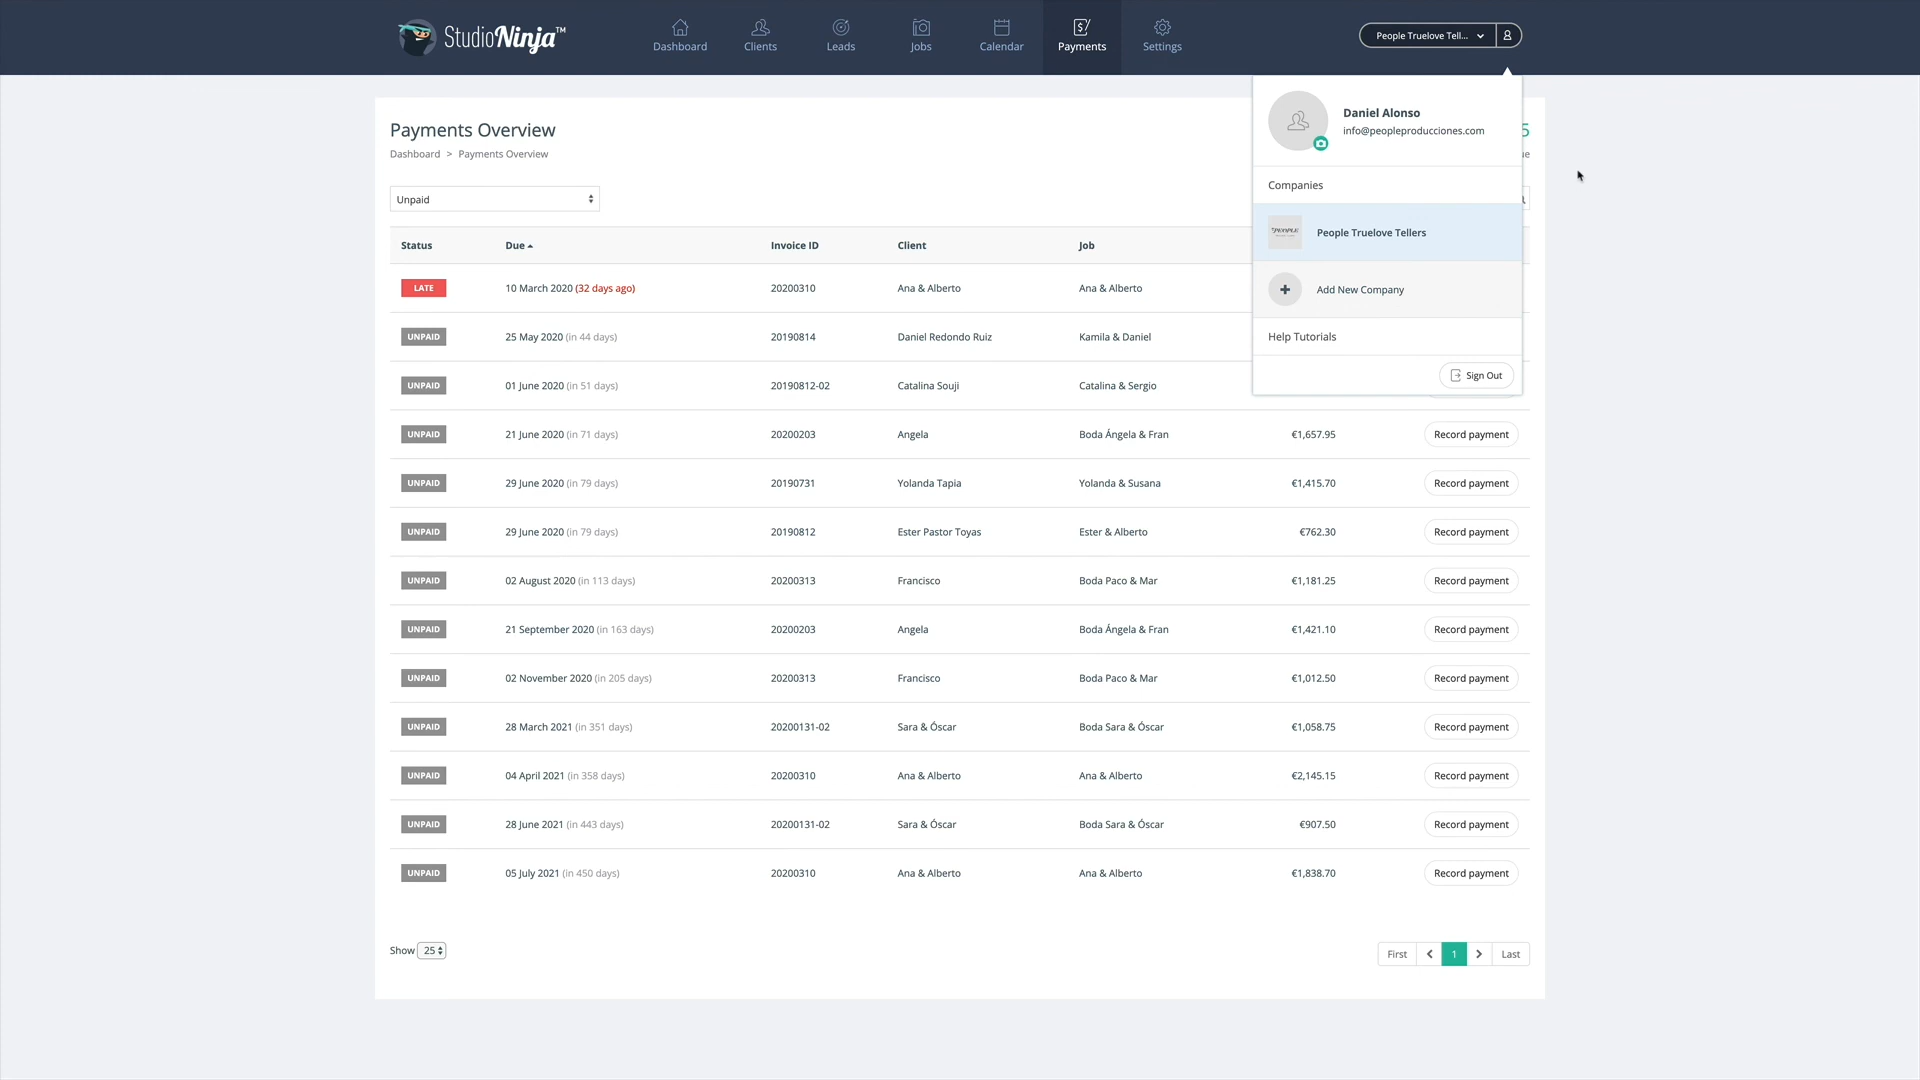 StudioNinja™
Dashboard
Clients
Leads
Jobs
Calendar
Payments
Settings
People Truelove Tell...
Daniel Alonso
info@peopleproducciones.com
Companies
People Truelove Tellers
Add New Company
Help Tutorials
Sign Out
Payments Overview
Dashboard > Payments Overview
5
ue
Unpaid
Status Due Invoice ID Client Job
LATE 10 March 2020 (32 days ago) 20200310 Ana & Alberto Ana & Alberto
UNPAID 25 May 2020 (in 44 days) 20190814 Daniel Redondo Ruiz Kamila & Daniel
UNPAID 01 June 2020 (in 51 days) 20190812-02 Catalina Souji Catalina & Sergio
UNPAID 21 June 2020 (in 71 days) 20200203 Angela Boda Ángela & Fran €1,657.95 Record payment
UNPAID 29 June 2020 (in 79 days) 20190731 Yolanda Tapia Yolanda & Susana €1,415.70 Record payment
UNPAID 29 June 2020 (in 79 days) 20190812 Ester Pastor Toyas Ester & Alberto €762.30 Record payment
UNPAID 02 August 2020 (in 113 days) 20200313 Francisco Boda Paco & Mar €1,181.25 Record payment
UNPAID 21 September 2020 (in 163 days) 20200203 Angela Boda Ángela & Fran €1,421.10 Record payment
UNPAID 02 November 2020 (in 205 days) 20200313 Francisco Boda Paco & Mar €1,012.50 Record payment
UNPAID 28 March 2021 (in 351 days) 20200131-02 Sara & Óscar Boda Sara & Óscar €1,058.75 Record payment
UNPAID 04 April 2021 (in 358 days) 20200310 Ana & Alberto Ana & Alberto €2,145.15 Record payment
UNPAID 28 June 2021 (in 443 days) 20200131-02 Sara & Óscar Boda Sara & Óscar €907.50 Record payment
UNPAID 05 July 2021 (in 450 days) 20200310 Ana & Alberto Ana & Alberto €1,838.70 Record payment
Show 25
First 1 Last